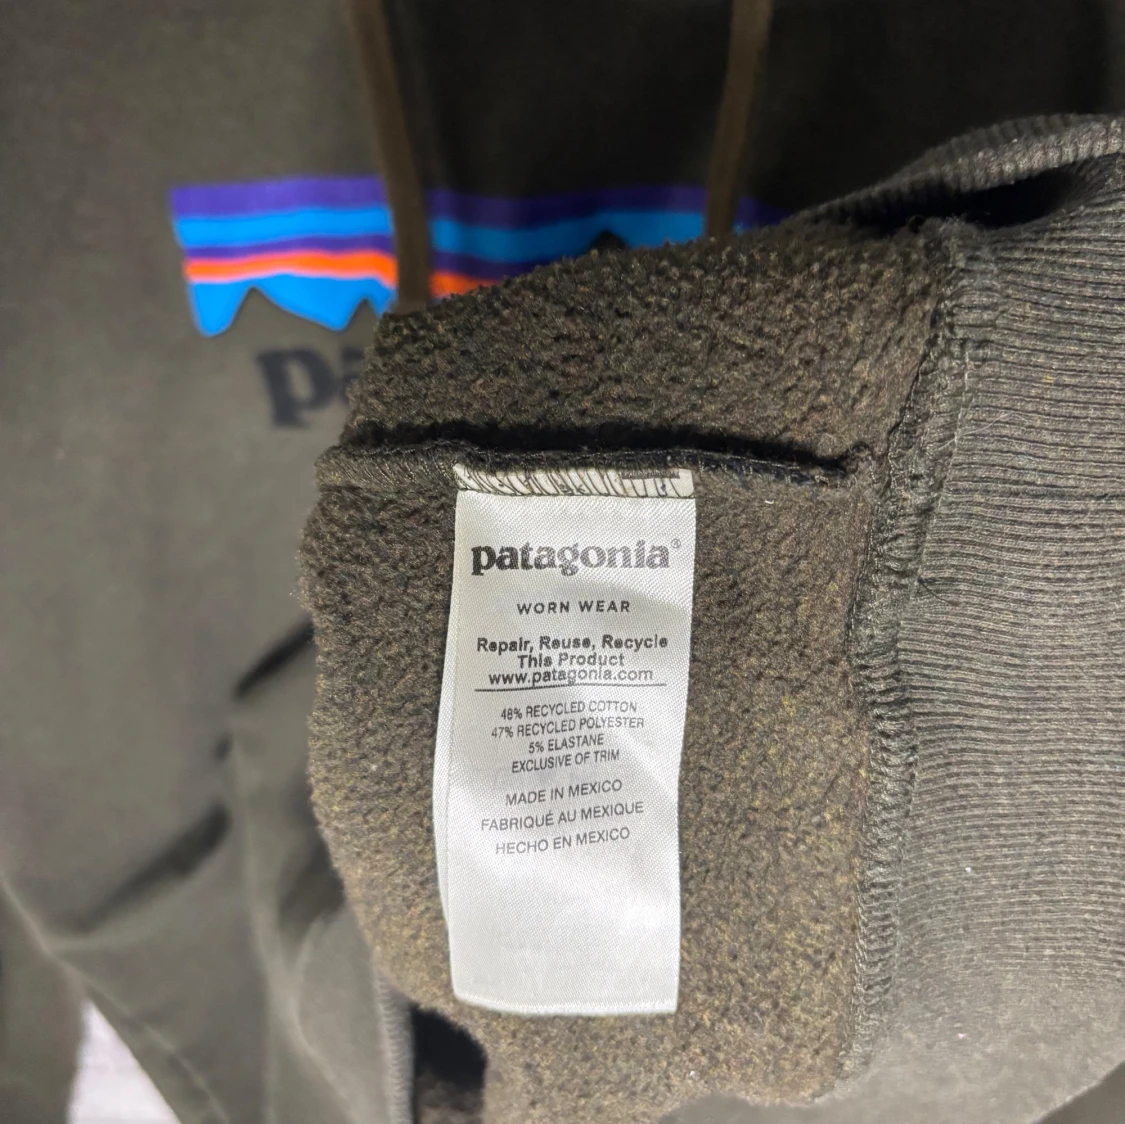 pa
patagonia®
WORN WEAR
Repair, Reuse, Recycle
This Product
www.patagonia.com
48% RECYCLED COTTON
47% RECYCLED POLYESTER
5% ELASTANE
EXCLUSIVE OF TRIM
MADE IN MEXICO
FABRIQUÉ AU MEXIQUE
HECHO EN MEXICO